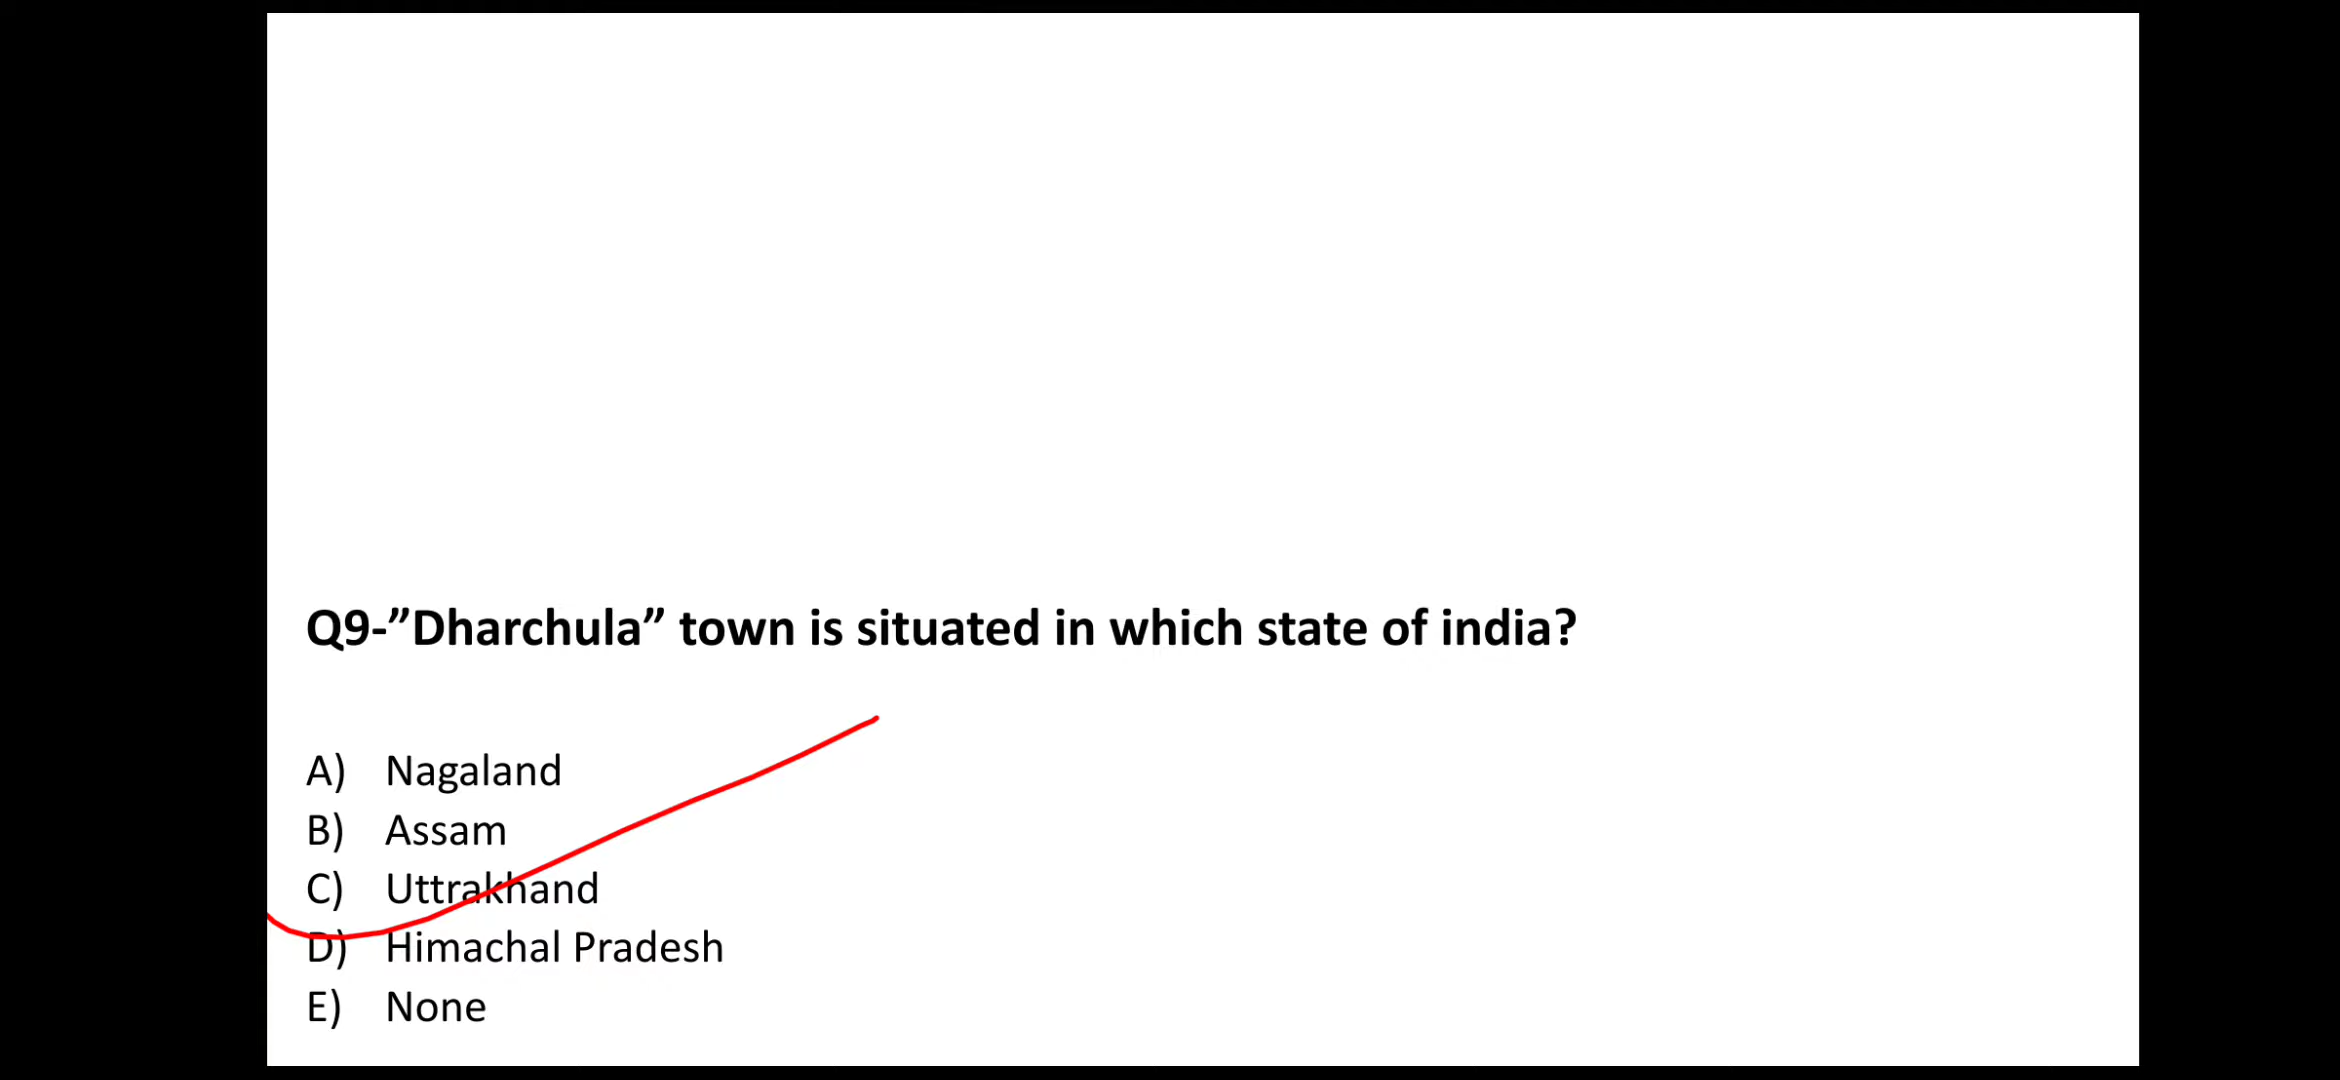 Q9-”Dharchula” town is situated in which state of india?
A) Nagaland
B) Assam
C) Uttrakhand
D) Himachal Pradesh
E) None